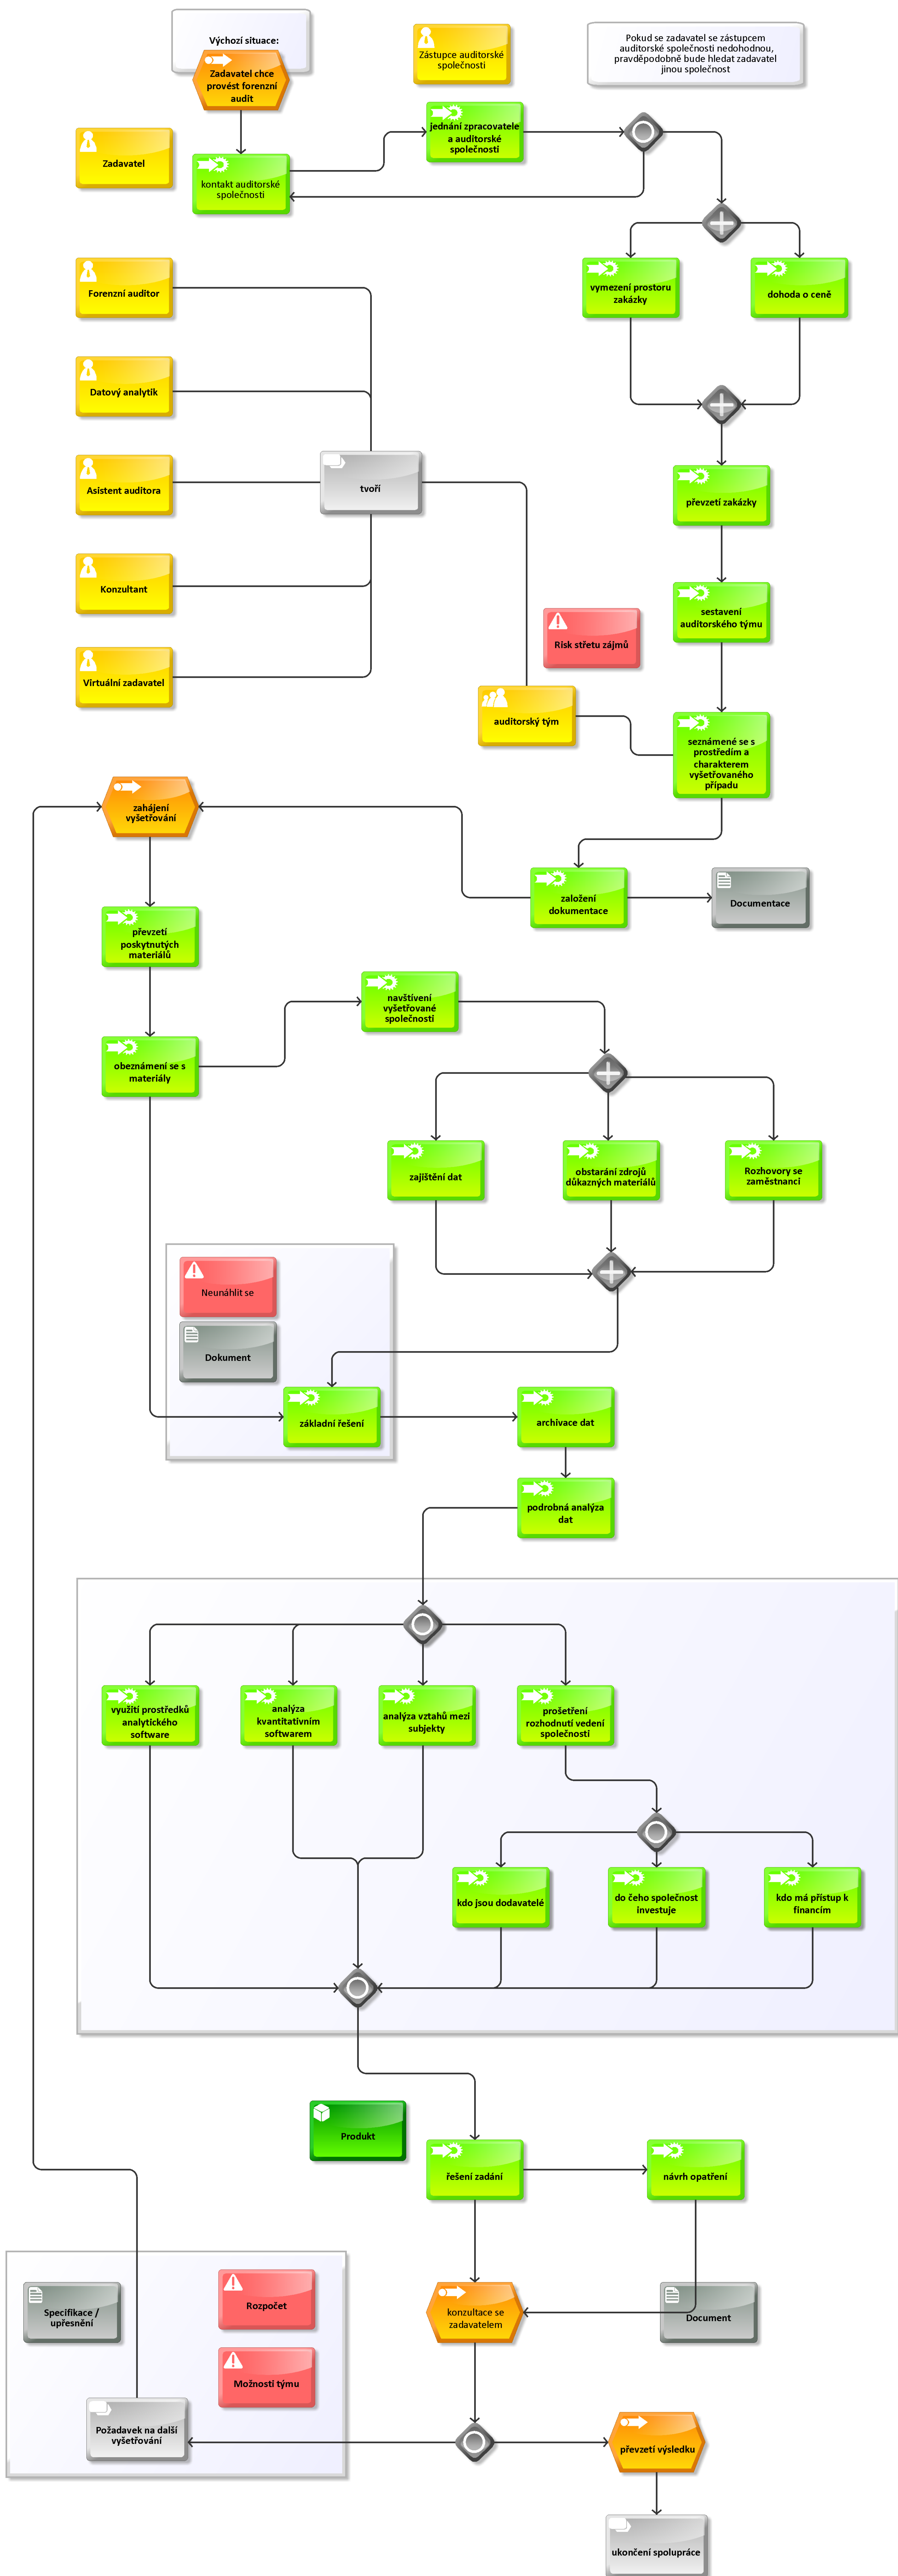 Výchozí situace:
Zadavatel chce
provést forenzní
audit
Zástupce auditorské
společnosti
Pokud se zadavatel se zástupcem
auditorské společnosti nedohodnou,
pravděpodobně bude hledat zadavatel
jinou společnost
jednání zpracovatele
a auditorské
společnosti
Zadavatel
kontakt auditorské
společnosti
Forenzní auditor
vymezení prostoru
zakázky
dohoda o ceně
Datový analytik
Asistent auditora
tvoří
převzetí zakázky
Konzultant
sestavení
auditorského týmu
Risk střetu zájmů
Virtuální zadavatel
auditorský tým
seznámené se s
prostředím a
charakterem
vyšetřovaného
případu
zahájení
vyšetřování
založení
dokumentace
Documentace
převzetí
poskytnutých
materiálů
navštívení
vyšetřované
společnosti
obeznámení se s
materiály
zajištění dat
obstarání zdrojů
důkazných materiálů
Rozhovory se
zaměstnanci
Neunáhlit se
Dokument
základní řešení
archivace dat
podrobná analýza
dat
využití prostředků
analytického
software
analýza
kvantitativním
softwarem
analýza vztahů mezi
subjekty
prošetření
rozhodnutí vedení
společnosti
kdo jsou dodavatelé
do čeho společnost
investuje
kdo má přístup k
financím
Produkt
řešení zadání
návrh opatření
Specifikace /
upřesnění
Rozpočet
konzultace se
zadavatelem
Document
Možnosti týmu
Požadavek na další
vyšetřování
převzetí výsledku
ukončení spolupráce